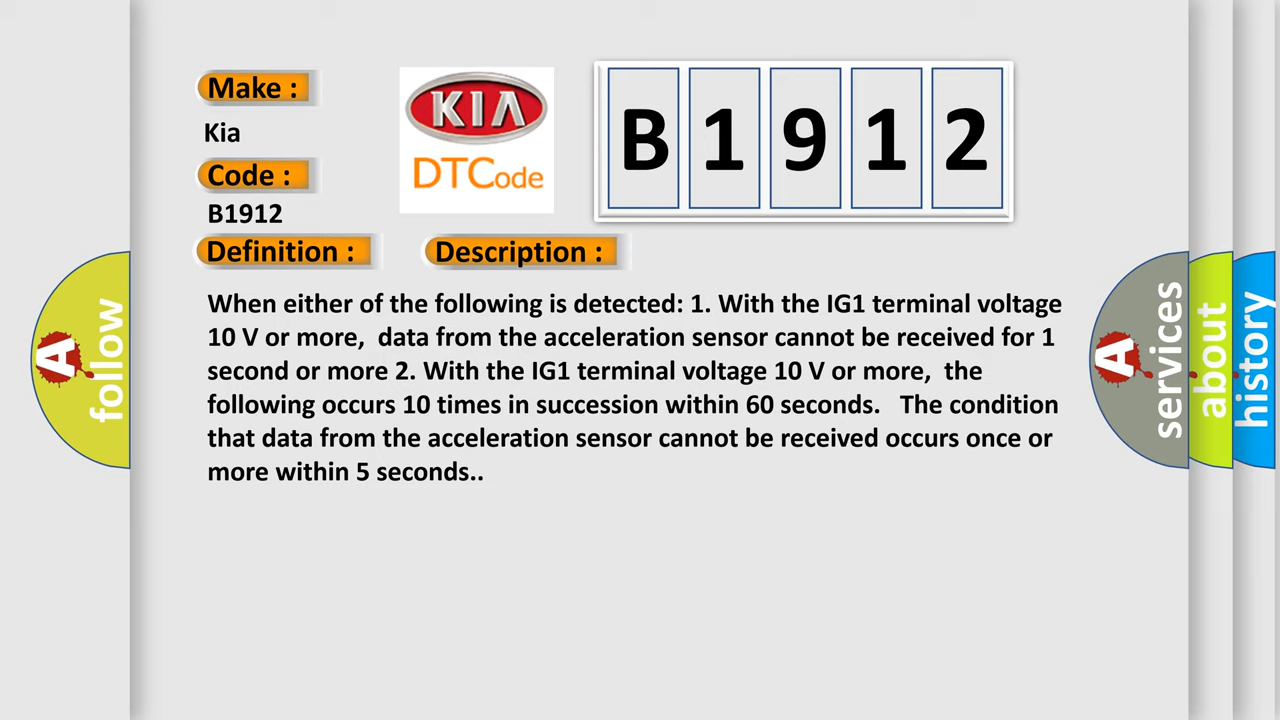 Make :
Kia
Code :
B1912
Definition :
Description :
KIA
DTCode
B1912
When either of the following is detected: 1. With the IG1 terminal voltage
10 V or more,  data from the acceleration sensor cannot be received for 1
second or more 2. With the IG1 terminal voltage 10 V or more,  the
following occurs 10 times in succession within 60 seconds.   The condition
that data from the acceleration sensor cannot be received occurs once or
more within 5 seconds..
A
follow
A
services
about
history